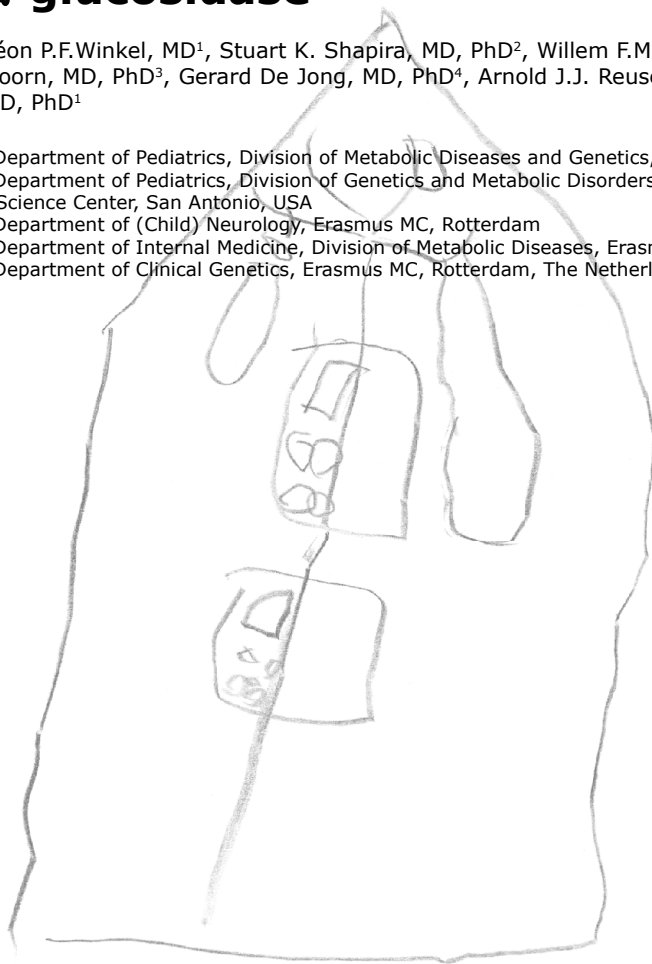 glucosidase
éon P.F.Winkel, MD¹, Stuart K. Shapira, MD, PhD², Willem F.M.
oorn, MD, PhD³, Gerard De Jong, MD, PhD⁴, Arnold J.J. Reuse
D, PhD¹
Department of Pediatrics, Division of Metabolic Diseases and Genetics,
Department of Pediatrics, Division of Genetics and Metabolic Disorders
Science Center, San Antonio, USA
Department of (Child) Neurology, Erasmus MC, Rotterdam
Department of Internal Medicine, Division of Metabolic Diseases, Erasm
Department of Clinical Genetics, Erasmus MC, Rotterdam, The Netherl